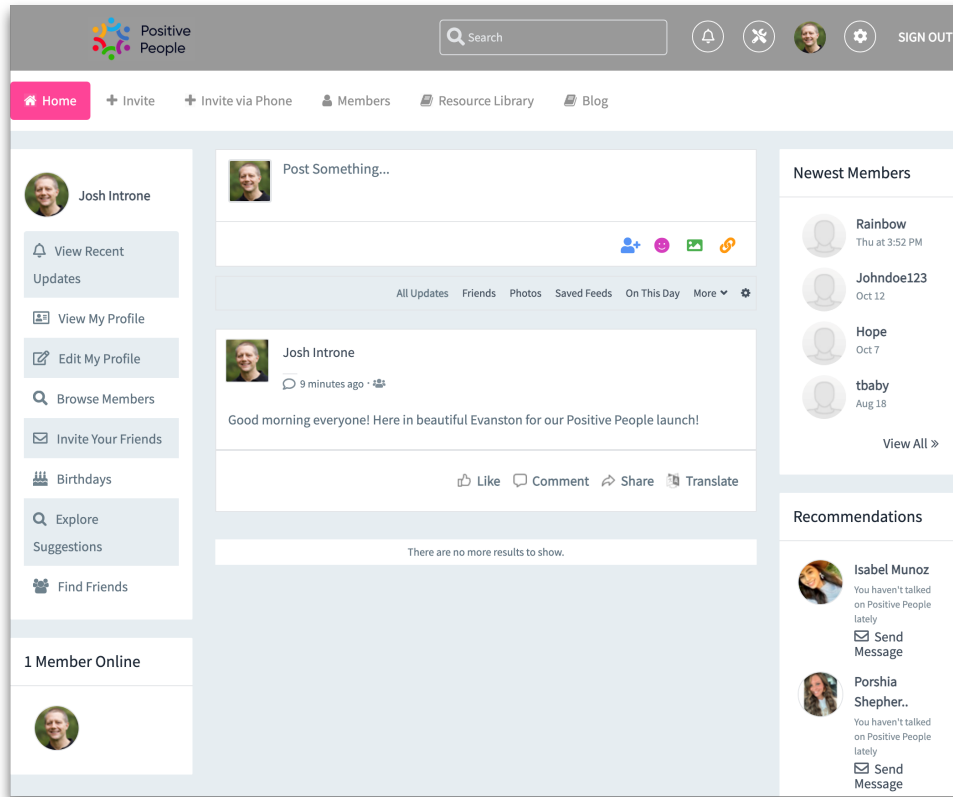 Positive
People
Search
SIGN OUT
Home
Invite
Invite via Phone
Members
Resource Library
Blog
Josh Introne
View Recent
Updates
View My Profile
Edit My Profile
Browse Members
Invite Your Friends
Birthdays
Explore
Suggestions
Find Friends
1 Member Online
Post Something...
All Updates Friends Photos Saved Feeds On This Day More
Josh Introne
9 minutes ago ·
Good morning everyone! Here in beautiful Evanston for our Positive People launch!
Like Comment Share Translate
There are no more results to show.
Newest Members
Rainbow
Thu at 3:52 PM
Johndoe123
Oct 12
Hope
Oct 7
tbaby
Aug 18
View All »
Recommendations
Isabel Munoz
You haven't talked
on Positive People
lately
Send
Message
Porshia
Shepher..
You haven't talked
on Positive People
lately
Send
Message